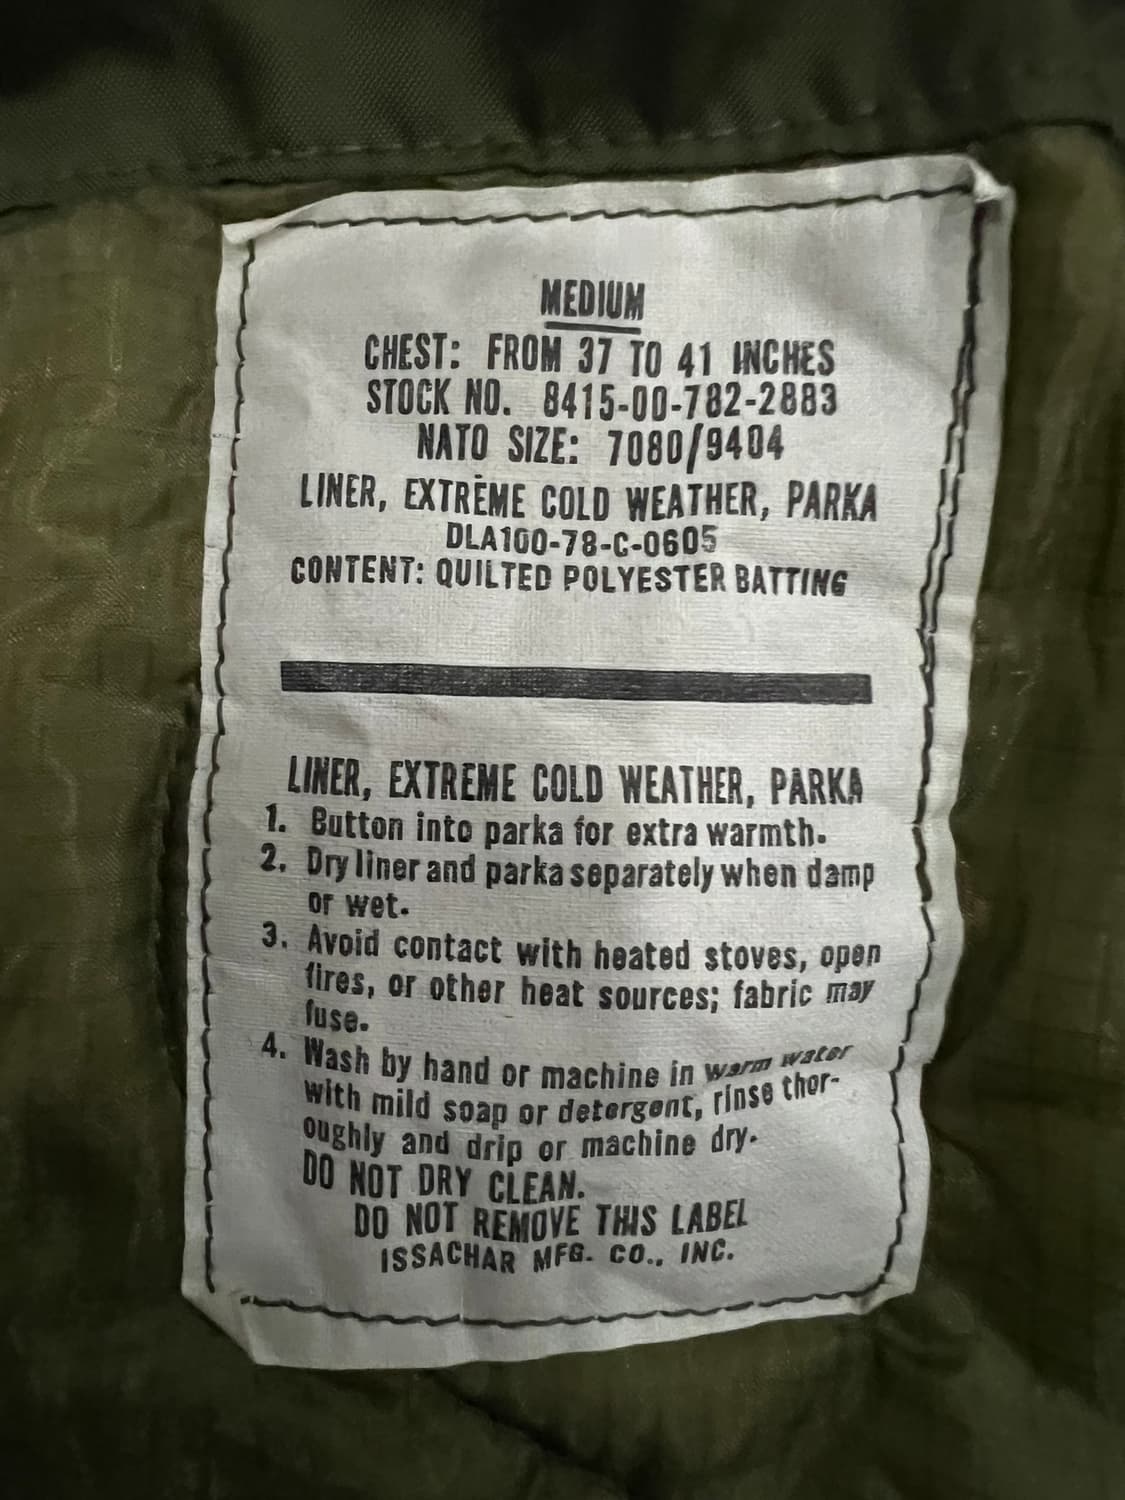 MEDIUM
CHEST: FROM 37 TO 41 INCHES
STOCK NO. 8415-00-782-2883
NATO SIZE: 7080/9404
LINER, EXTREME COLD WEATHER, PARKA
DLA100-78-C-0605
CONTENT: QUILTED POLYESTER BATTING
LINER, EXTREME COLD WEATHER, PARKA
1. Button into parka for extra warmth.
2. Dry liner and parka separately when damp
or wet.
3. Avoid contact with heated stoves, open
fires, or other heat sources; fabric may
fuse.
4. Wash by hand or machine in warm water
with mild soap or detergent, rinse thor-
oughly and drip or machine dry.
DO NOT DRY CLEAN.
DO NOT REMOVE THIS LABEL
ISSACHAR MFG. CO., INC.